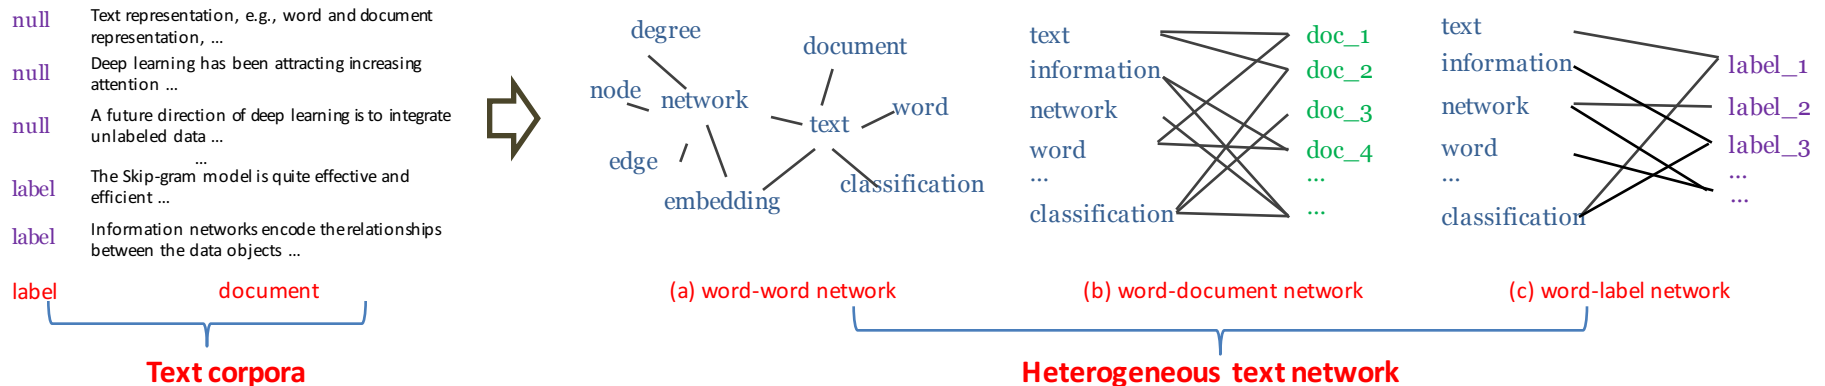 null
Text representation, e.g., word and document
representation, ...
null
Deep learning has been attracting increasing
attention ...
null
A future direction of deep learning is to integrate
unlabeled data ...
...
label
The Skip-gram model is quite effective and
efficient ...
label
Information networks encode the relationships
between the data objects ...
label
document
Text corpora
degree
document
node
network
word
text
edge
classification
embedding
(a) word-word network
text
information
network
word
...
classification
doc_1
doc_2
doc_3
doc_4
...
...
(b) word-document network
text
information
network
word
...
classification
label_1
label_2
label_3
...
...
(c) word-label network
Heterogeneous text network